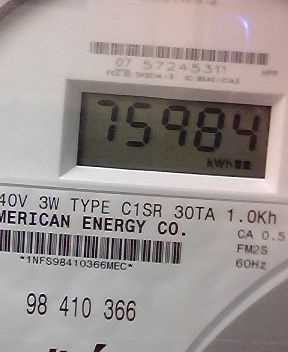 07 57245311
75984
kWh
40V 3W TYPE C1SR 30TA 1.0Kh
MERICAN ENERGY CO.
CA 0.5
FM2S
60Hz
*1NFS98410366MEC*
98 410 366